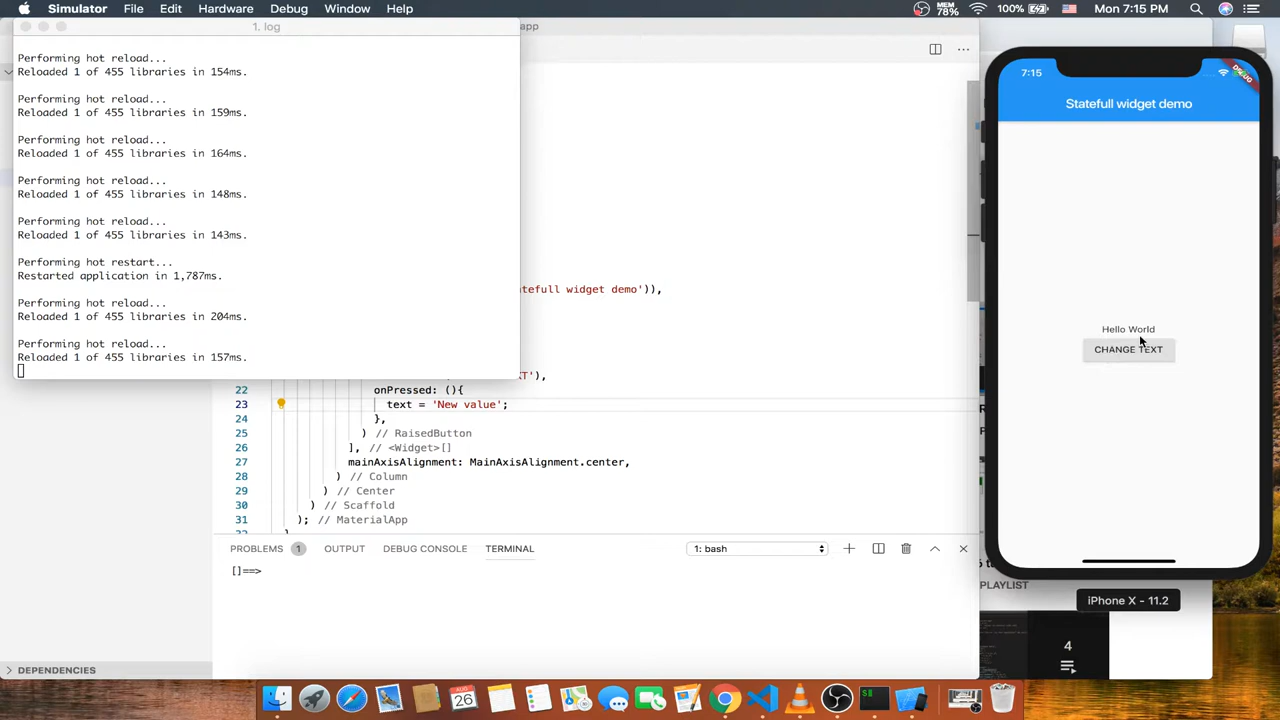 Simulator File Edit Hardware Debug Window Help
MEM 78% 100% Mon 7:15 PM
1. log
app
Performing hot reload...
Reloaded 1 of 455 libraries in 154ms.
Performing hot reload...
Reloaded 1 of 455 libraries in 159ms.
Performing hot reload...
Reloaded 1 of 455 libraries in 164ms.
Performing hot reload...
Reloaded 1 of 455 libraries in 148ms.
Performing hot reload...
Reloaded 1 of 455 libraries in 143ms.
Performing hot restart...
Restarted application in 1,787ms.
Performing hot reload...
Reloaded 1 of 455 libraries in 204ms.
Performing hot reload...
Reloaded 1 of 455 libraries in 157ms.
tatefull widget demo')),
XT'),
22 onPressed: (){
23 text = 'New value';
24 },
25 ) // RaisedButton
26 ], // <Widget>[]
27 mainAxisAlignment: MainAxisAlignment.center,
28 ) // Column
29 ) // Center
30 ) // Scaffold
31 ); // MaterialApp
PROBLEMS 1 OUTPUT DEBUG CONSOLE TERMINAL 1: bash
[]==>
DEPENDENCIES
7:15
DEBUG
Statefull widget demo
Hello World
CHANGE TEXT
PLAYLIST
iPhone X - 11.2
4